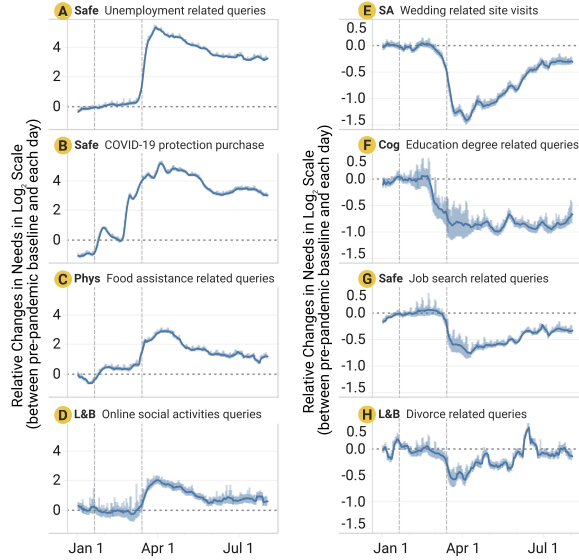 A Safe Unemployment related queries
4
2
0
B Safe COVID-19 protection purchase
4
2
0
C Phys Food assistance related queries
4
2
0
D L&B Online social activities queries
4
2
0
Jan 1 Apr 1 Jul 1
Relative Changes in Needs in Log2 Scale
(between pre-pandemic baseline and each day)
E SA Wedding related site visits
0.5
0.0
-0.5
-1.0
-1.5
F Cog Education degree related queries
0.5
0.0
-0.5
-1.0
-1.5
G Safe Job search related queries
0.5
0.0
-0.5
-1.0
-1.5
H L&B Divorce related queries
0.5
0.0
-0.5
-1.0
-1.5
Jan 1 Apr 1 Jul 1
Relative Changes in Needs in Log2 Scale
(between pre-pandemic baseline and each day)